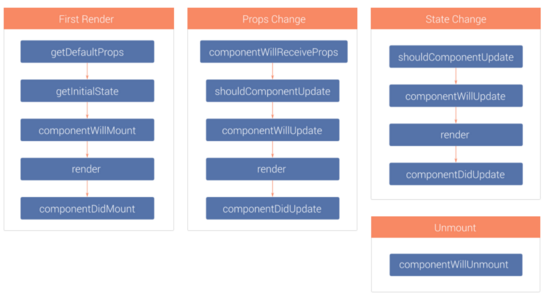 First Render
getDefaultProps
getInitialState
componentWillMount
render
componentDidMount
Props Change
componentWillReceiveProps
shouldComponentUpdate
componentWillUpdate
render
componentDidUpdate
State Change
shouldComponentUpdate
componentWillUpdate
render
componentDidUpdate
Unmount
componentWillUnmount